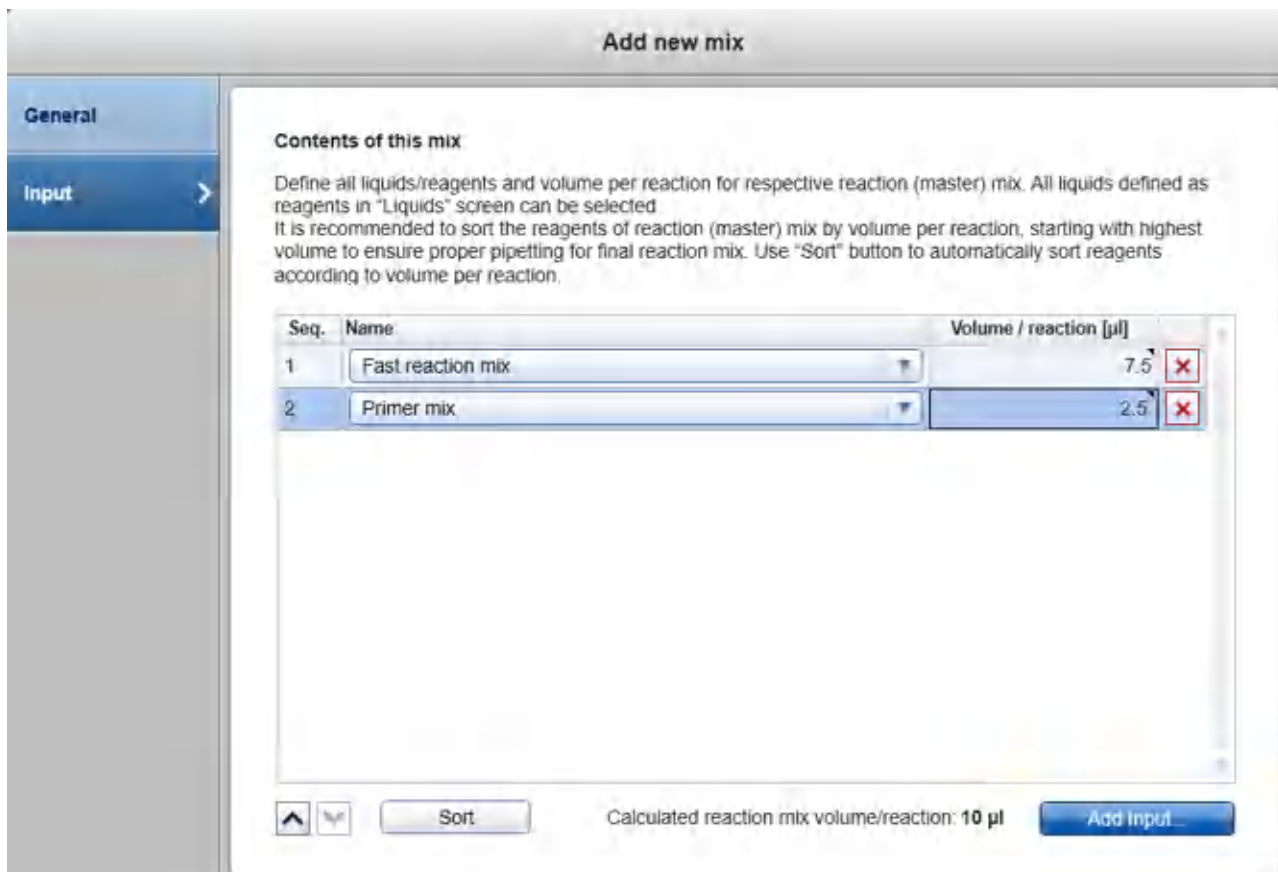 Add new mix
General
Input
Contents of this mix
Define all liquids/reagents and volume per reaction for respective reaction (master) mix. All liquids defined as
reagents in "Liquids" screen can be selected
It is recommended to sort the reagents of reaction (master) mix by volume per reaction, starting with highest
volume to ensure proper pipetting for final reaction mix. Use "Sort" button to automatically sort reagents
according to volume per reaction.
Seq. Name Volume / reaction [µl]
1 Fast reaction mix 7.5
2 Primer mix 2.5
Sort Calculated reaction mix volume/reaction: 10 µl Add input...